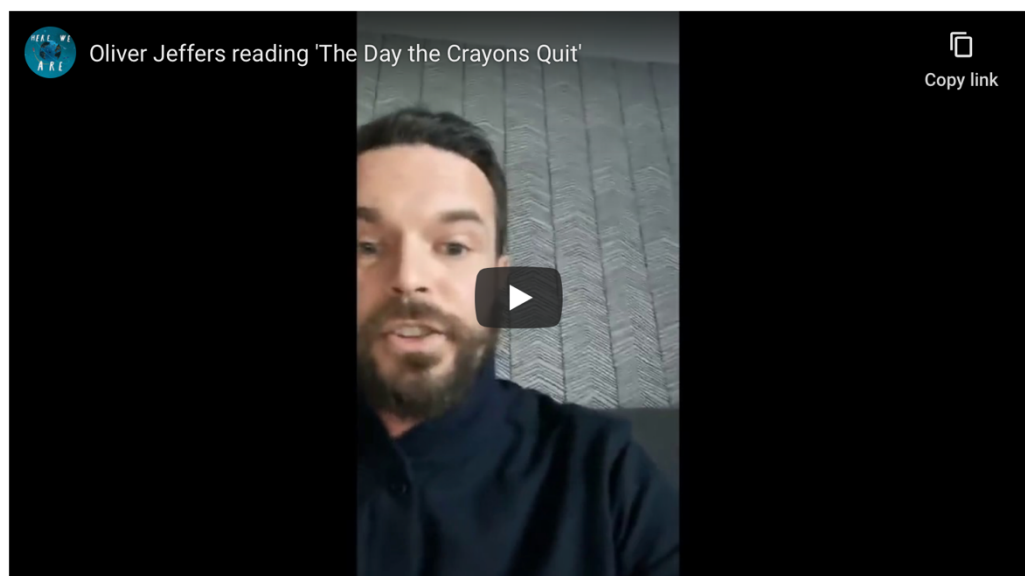 HERE WE
ARE
Oliver Jeffers reading 'The Day the Crayons Quit'
Copy link